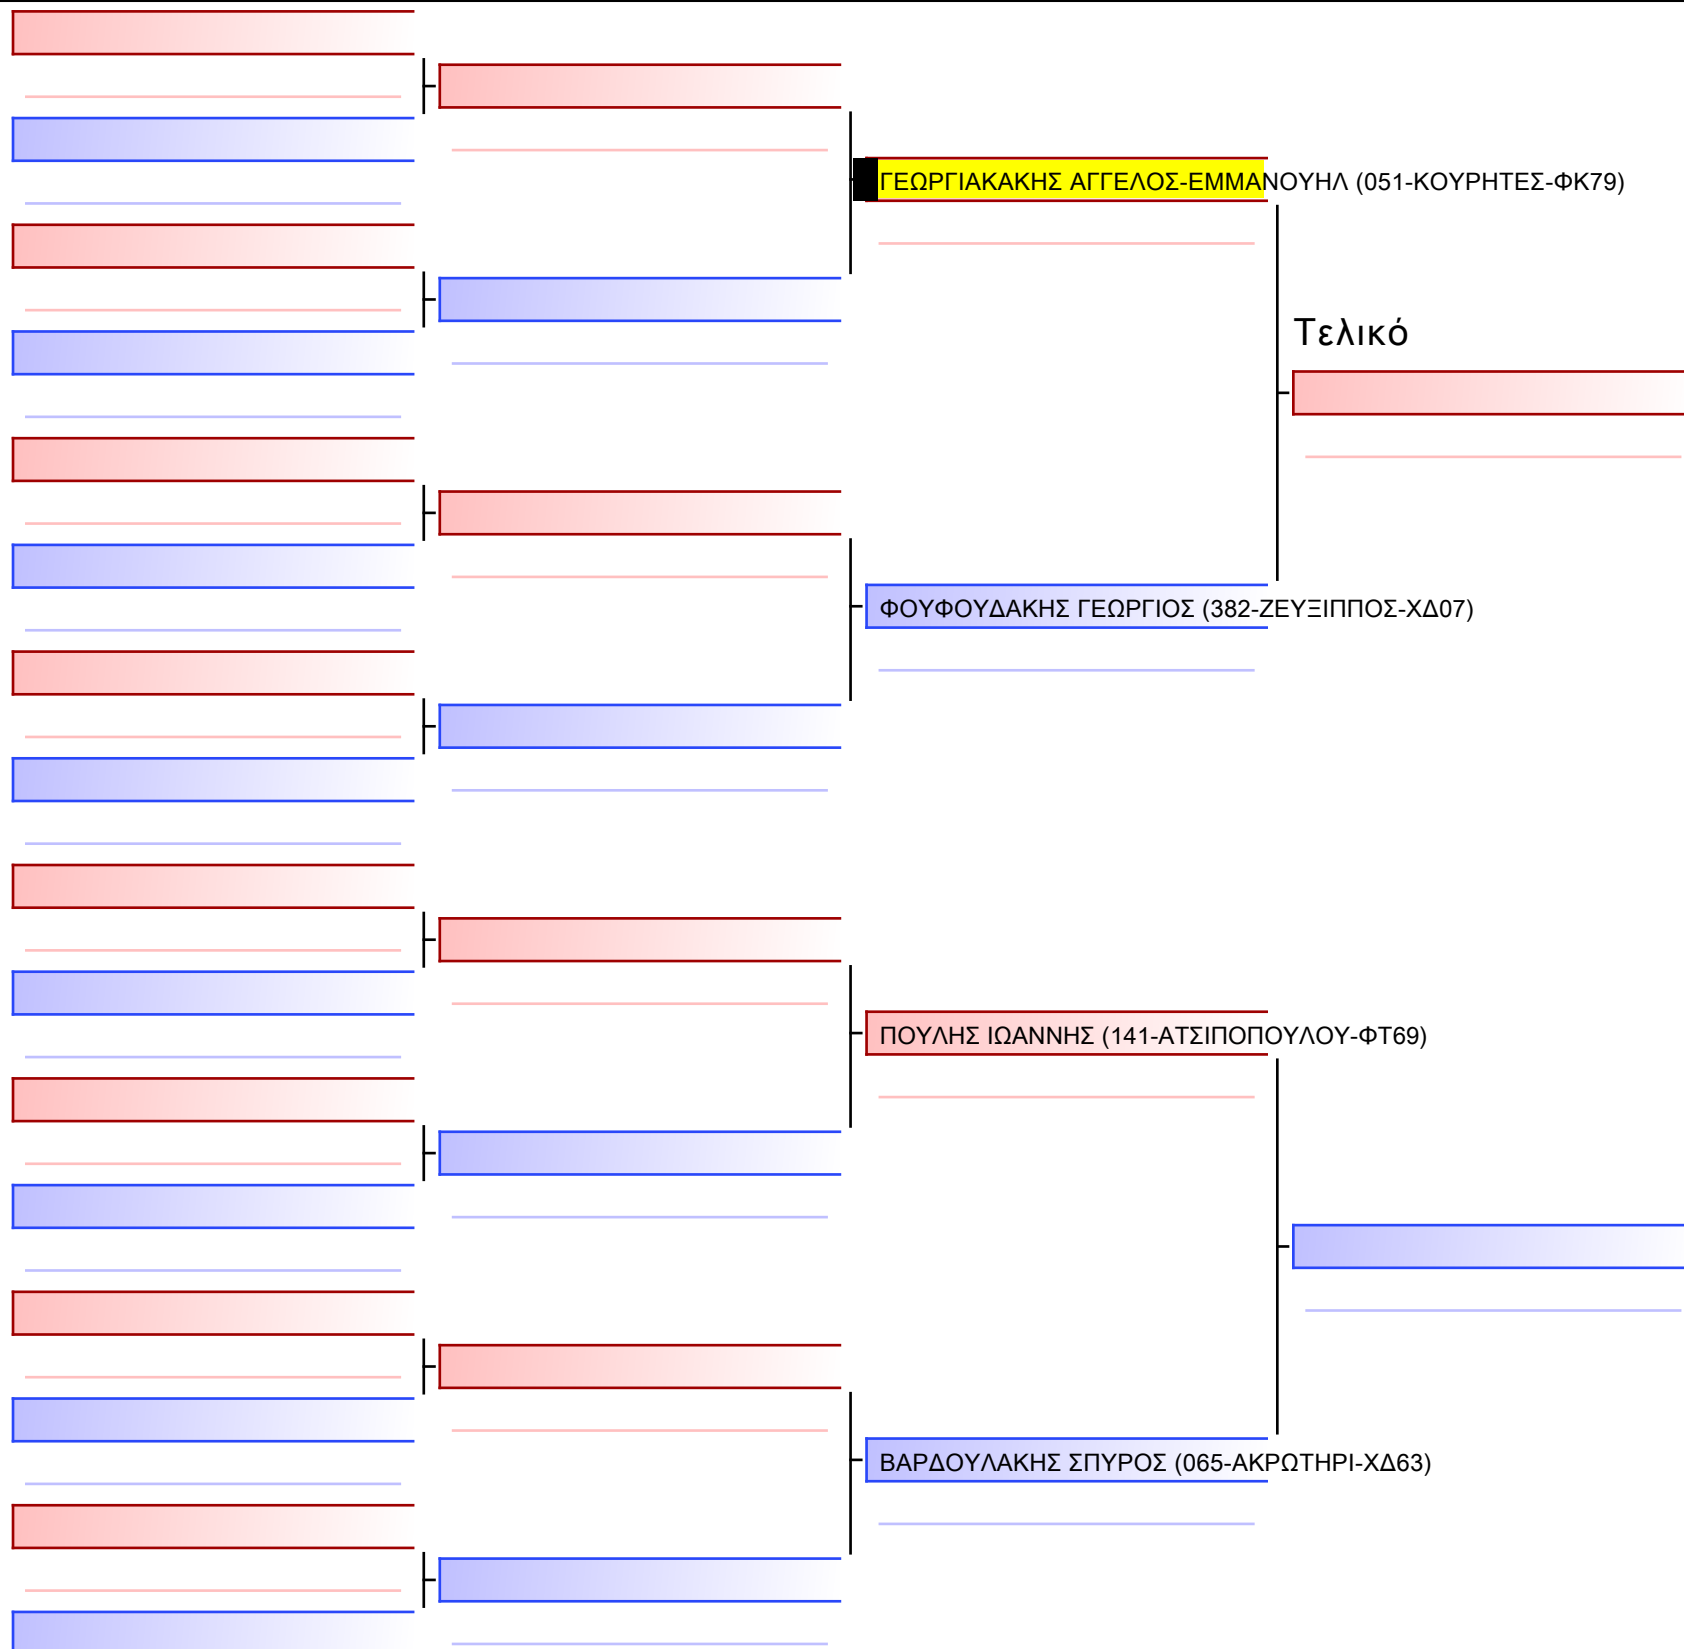 ΓΕΩΡΓΙΑΚΑΚΗΣ ΑΓΓΕΛΟΣ-ΕΜΜΑΝΟΥΗΛ (051-ΚΟΥΡΗΤΕΣ-ΦΚ79)
Τελικό
ΦΟΥΦΟΥΔΑΚΗΣ ΓΕΩΡΓΙΟΣ (382-ΖΕΥΞΙΠΠΟΣ-ΧΔ07)
ΠΟΥΛΗΣ ΙΩΑΝΝΗΣ (141-ΑΤΣΙΠΟΠΟΥΛΟΥ-ΦΤ69)
ΒΑΡΔΟΥΛΑΚΗΣ ΣΠΥΡΟΣ (065-ΑΚΡΩΤΗΡΙ-ΧΔ63)